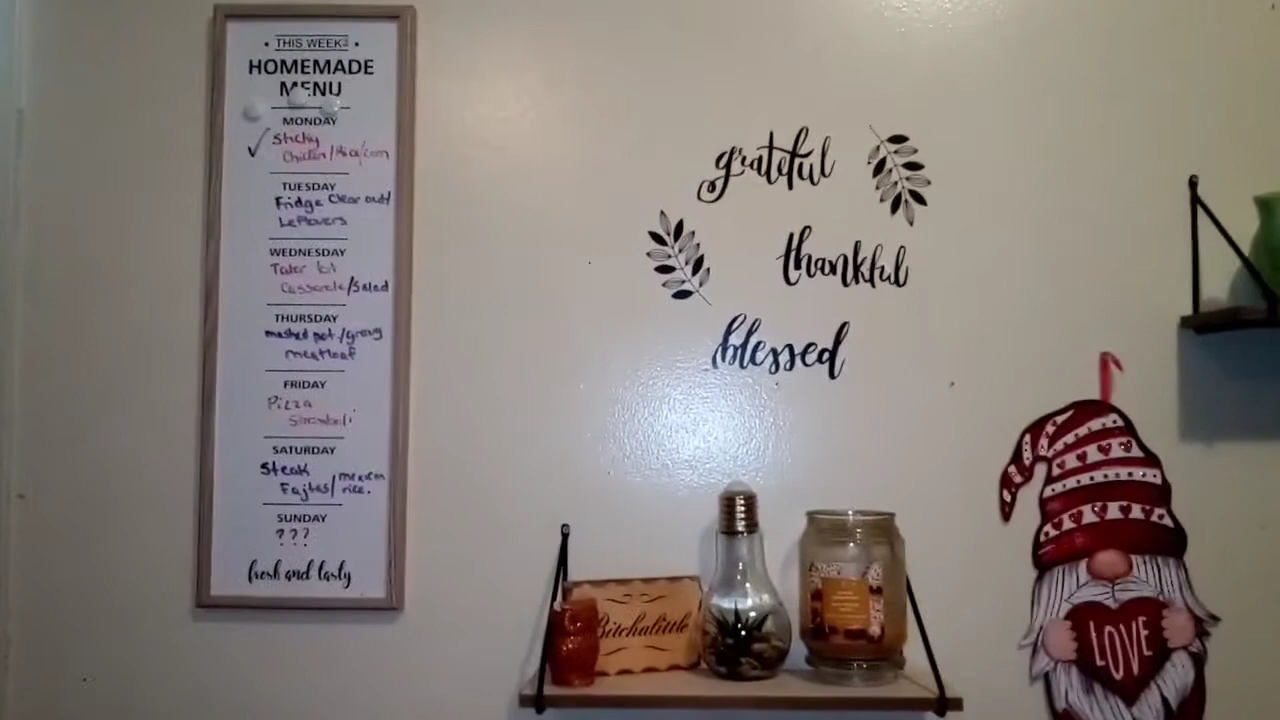 THIS WEEK'S
HOMEMADE
MENU
MONDAY
Sticky
Chicken/Rice/corn
TUESDAY
Fridge Clear out/
Leftovers
WEDNESDAY
Tater tot
Casserole/Salad
THURSDAY
mashed pot/gravy
meatloaf
FRIDAY
Pizza
Stromboli
SATURDAY
Steak
Fajitas/mexican
rice.
SUNDAY
???
fresh and tasty
grateful
thankful
blessed
Bitchalittle
LOVE